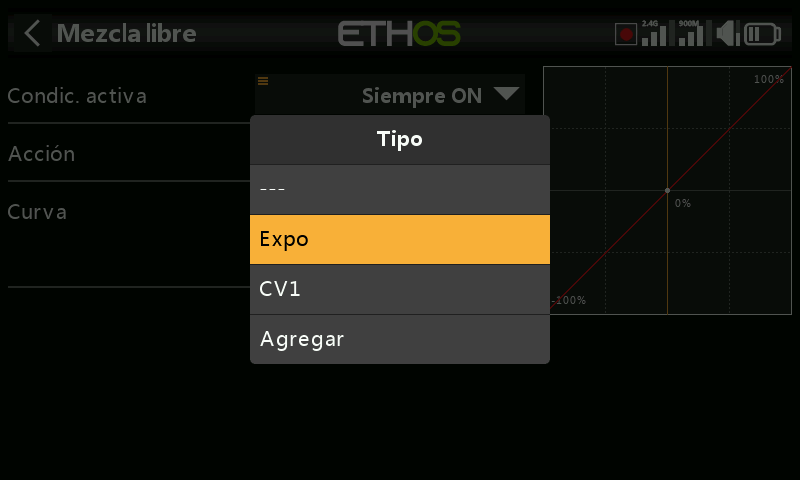 Mezcla libre
ETHOS
2.4G
900M
Condic. activa
Siempre ON
Acción
Curva
Tipo
---
Expo
CV1
Agregar
100%
0%
-100%